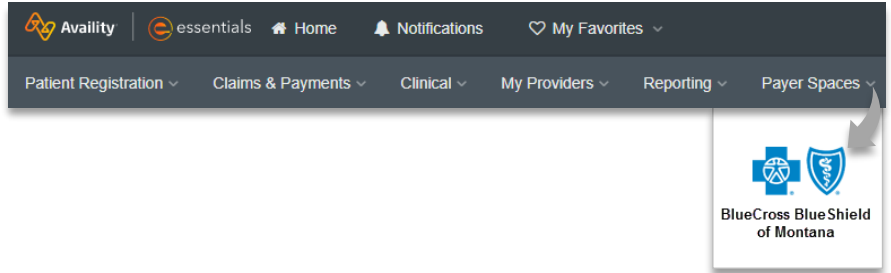 Availity essentials Home Notifications My Favorites
Patient Registration Claims & Payments Clinical My Providers Reporting Payer Spaces
BlueCross BlueShield
of Montana